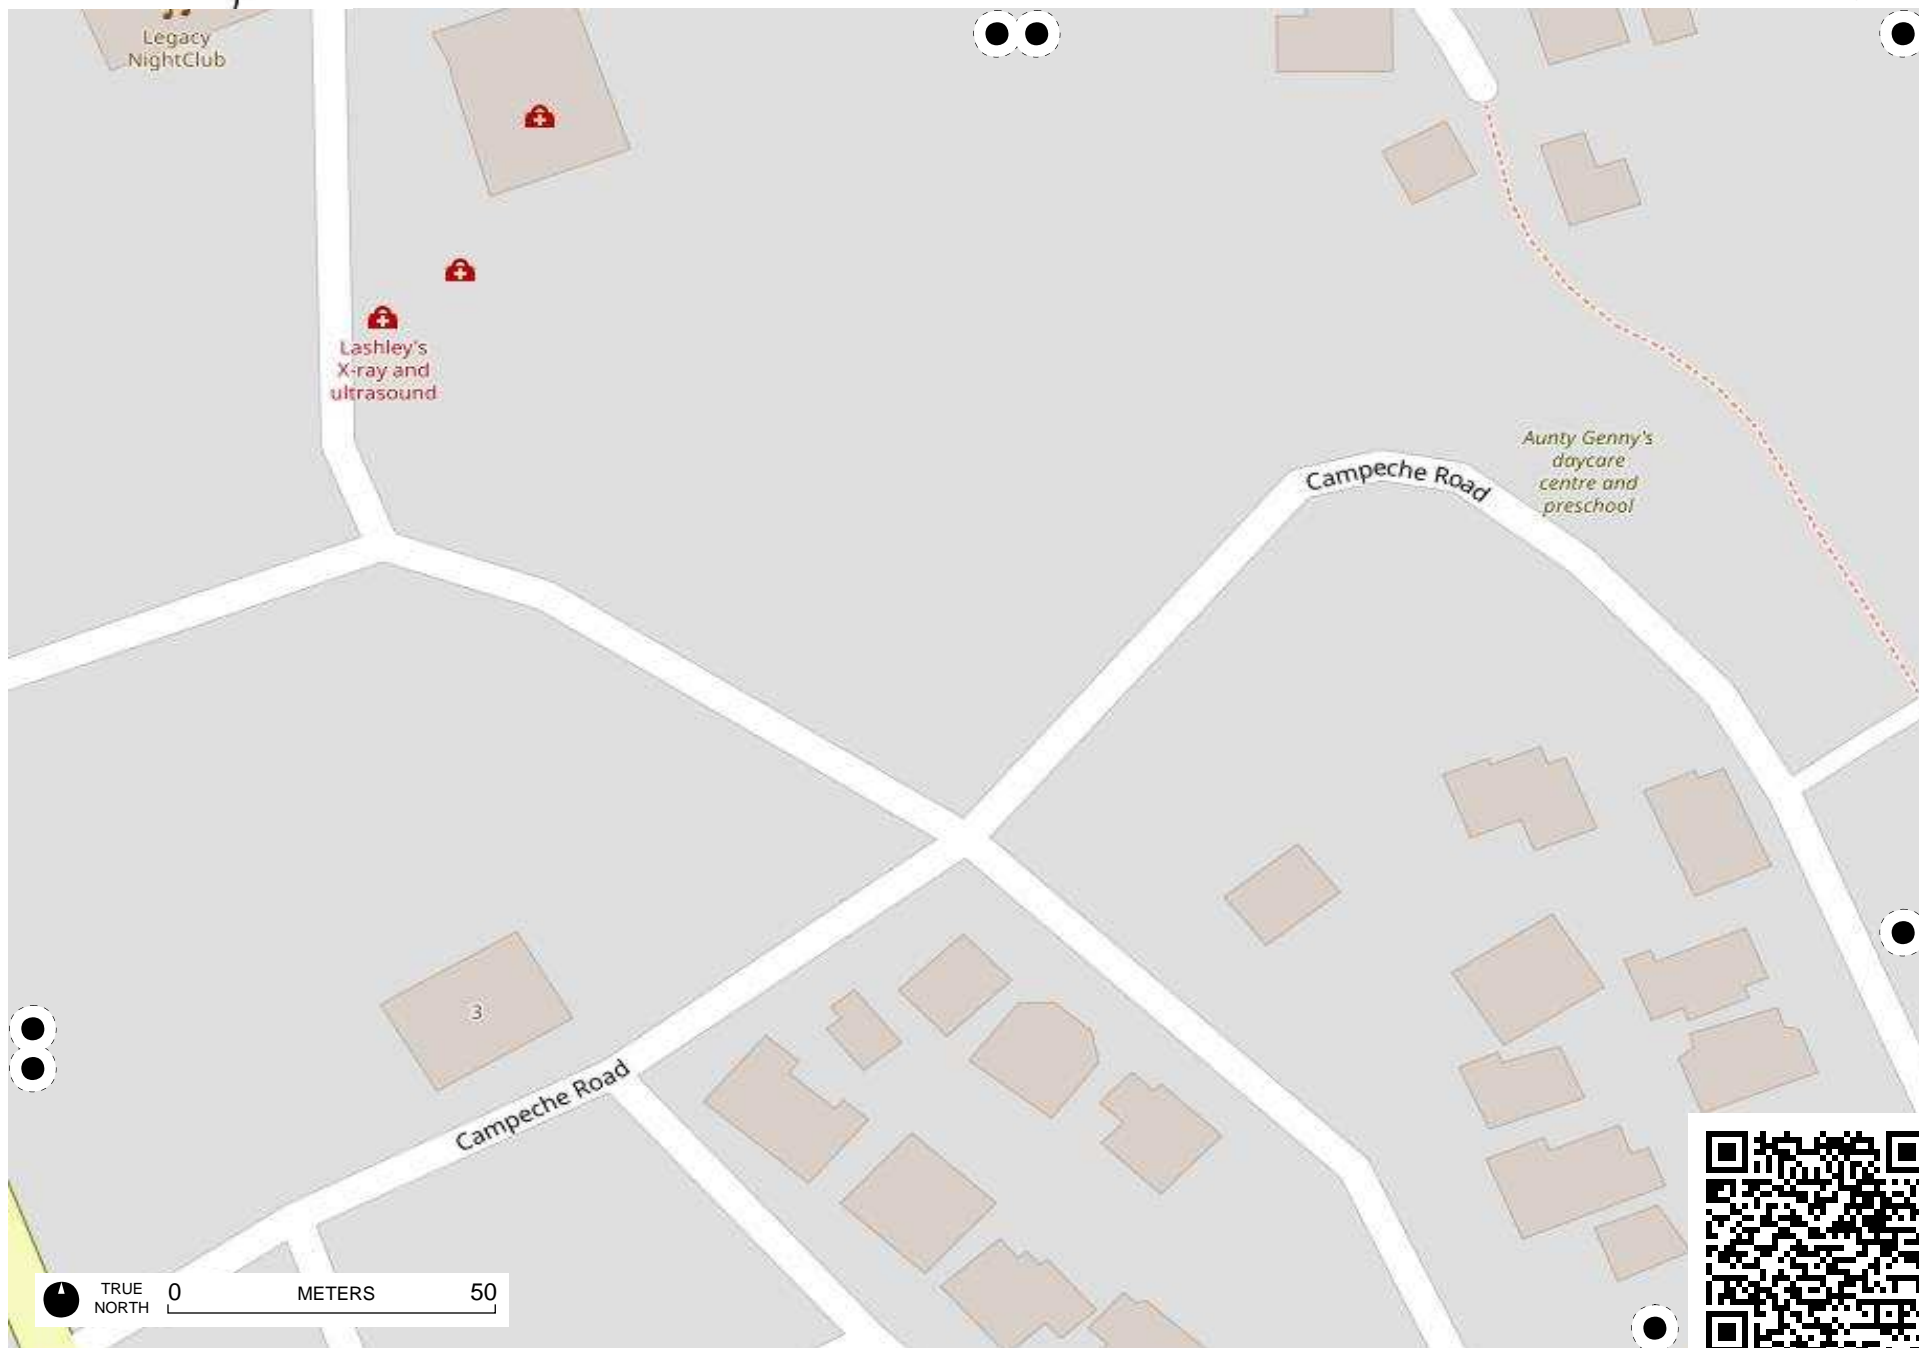 Legacy
NightClub
Lashley's
X-ray and
ultrasound
Campeche Road
Aunty Genny's
daycare
centre and
preschool
3
Campeche Road
TRUE
NORTH
0
METERS
50